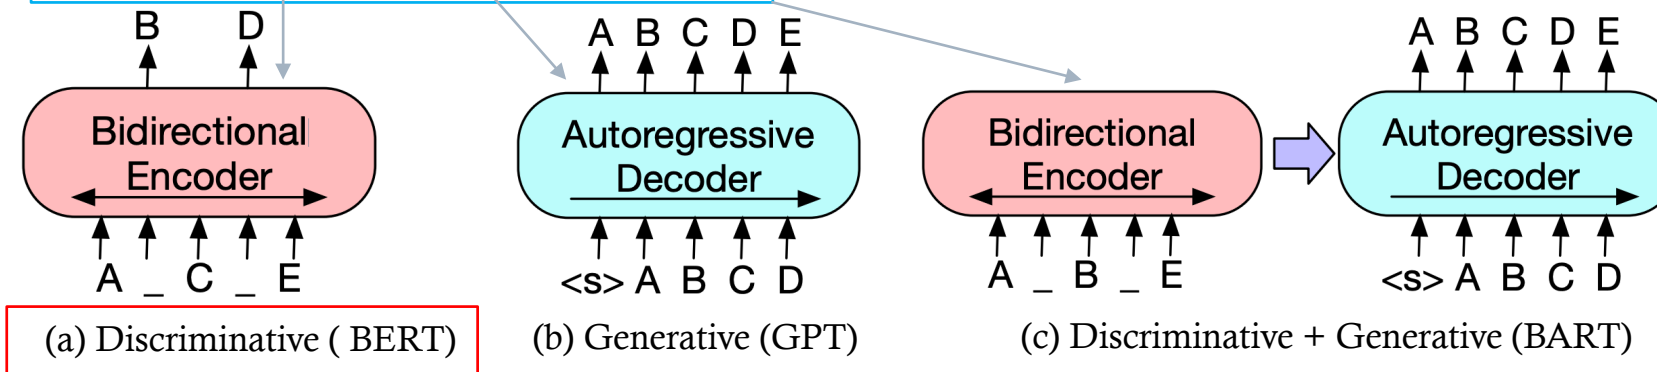 B D
A B C D E
A B C D E
Bidirectional
Encoder
Autoregressive
Decoder
Bidirectional
Encoder
Autoregressive
Decoder
A _ C _ E
<s> A B C D
A _ B _ E
<s> A B C D
(a) Discriminative ( BERT)
(b) Generative (GPT)
(c) Discriminative + Generative (BART)